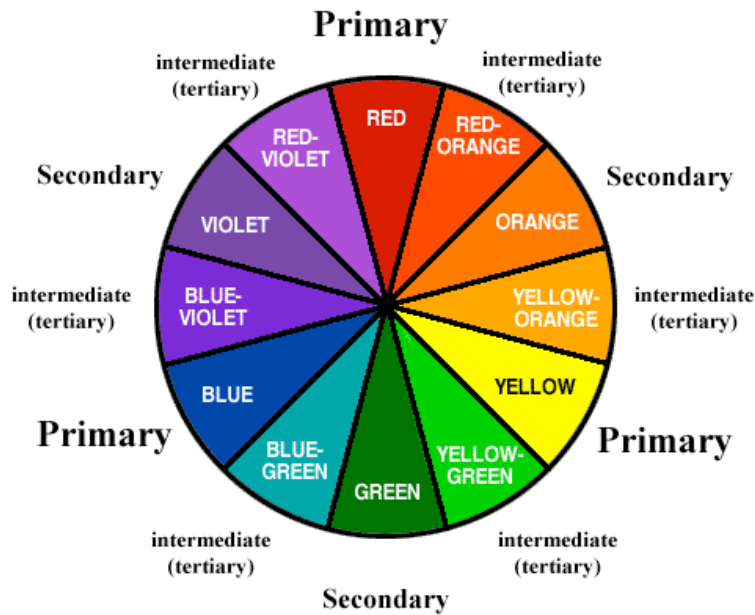 Primary
intermediate
(tertiary)
intermediate
(tertiary)
RED
RED-
VIOLET
RED-
ORANGE
Secondary
Secondary
VIOLET
ORANGE
intermediate
(tertiary)
BLUE-
VIOLET
YELLOW-
ORANGE
intermediate
(tertiary)
BLUE
YELLOW
Primary
Primary
BLUE-
GREEN
YELLOW-
GREEN
GREEN
intermediate
(tertiary)
intermediate
(tertiary)
Secondary